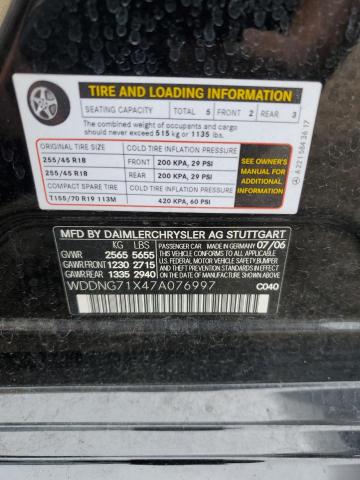 TIRE AND LOADING INFORMATION
SEATING CAPACITY TOTAL 5 FRONT 2 REAR 3
The combined weight of occupants and cargo
should never exceed 515 kg or 1135 lbs.
ORIGINAL TIRE SIZE COLD TIRE INFLATION PRESSURE
255/45 R18 FRONT 200 KPA, 29 PSI
255/45 R18 REAR 200 KPA, 29 PSI
COMPACT SPARE TIRE COLD TIRE INFLATION PRESSURE
T155/70 R19 113M 420 KPA, 60 PSI
SEE OWNER'S
MANUAL FOR
ADDITIONAL
INFORMATION
A 221 584 36 17
MFD BY DAIMLERCHRYSLER AG STUTTGART
KG LBS PASSENGER CAR MADE IN GERMANY 07/06
GVWR 2565 5655 THIS VEHICLE CONFORMS TO ALL APPLICABLE
GAWR FRONT 1230 2715 U.S. FEDERAL MOTOR VEHICLE SAFETY, BUMPER
GAWR REAR 1335 2940 AND THEFT PREVENTION STANDARDS IN
EFFECT ON THE DATE OF MANUFACTURE
WDDNG71X47A076997 C040